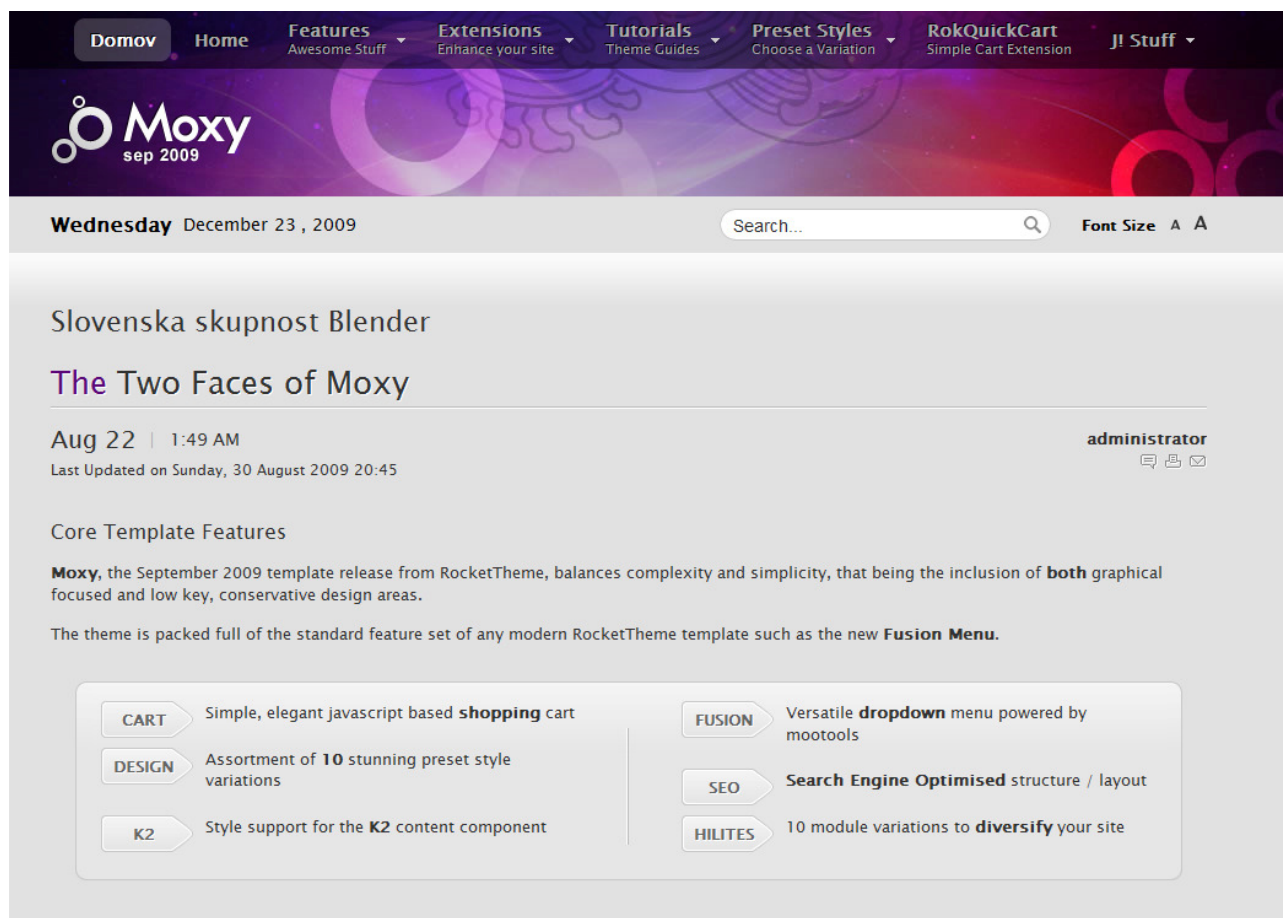 Domov
Home
Features
Awesome Stuff
Extensions
Enhance your site
Tutorials
Theme Guides
Preset Styles
Choose a Variation
RokQuickCart
Simple Cart Extension
J! Stuff
Moxy
sep 2009
Wednesday December 23 , 2009
Search...
Font Size A A
Slovenska skupnost Blender
The Two Faces of Moxy
Aug 22 | 1:49 AM
administrator
Last Updated on Sunday, 30 August 2009 20:45
Core Template Features
Moxy, the September 2009 template release from RocketTheme, balances complexity and simplicity, that being the inclusion of both graphical
focused and low key, conservative design areas.
The theme is packed full of the standard feature set of any modern RocketTheme template such as the new Fusion Menu.
CART
Simple, elegant javascript based shopping cart
DESIGN
Assortment of 10 stunning preset style
variations
K2
Style support for the K2 content component
FUSION
Versatile dropdown menu powered by
mootools
SEO
Search Engine Optimised structure / layout
HILITES
10 module variations to diversify your site